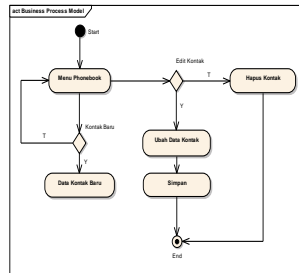 act Business Process Model
Start
Edit Kontak
Menu Phonebook
T
Hapus Kontak
Kontak Baru
Y
T
Ubah Data Kontak
Y
Data Kontak Baru
Simpan
End